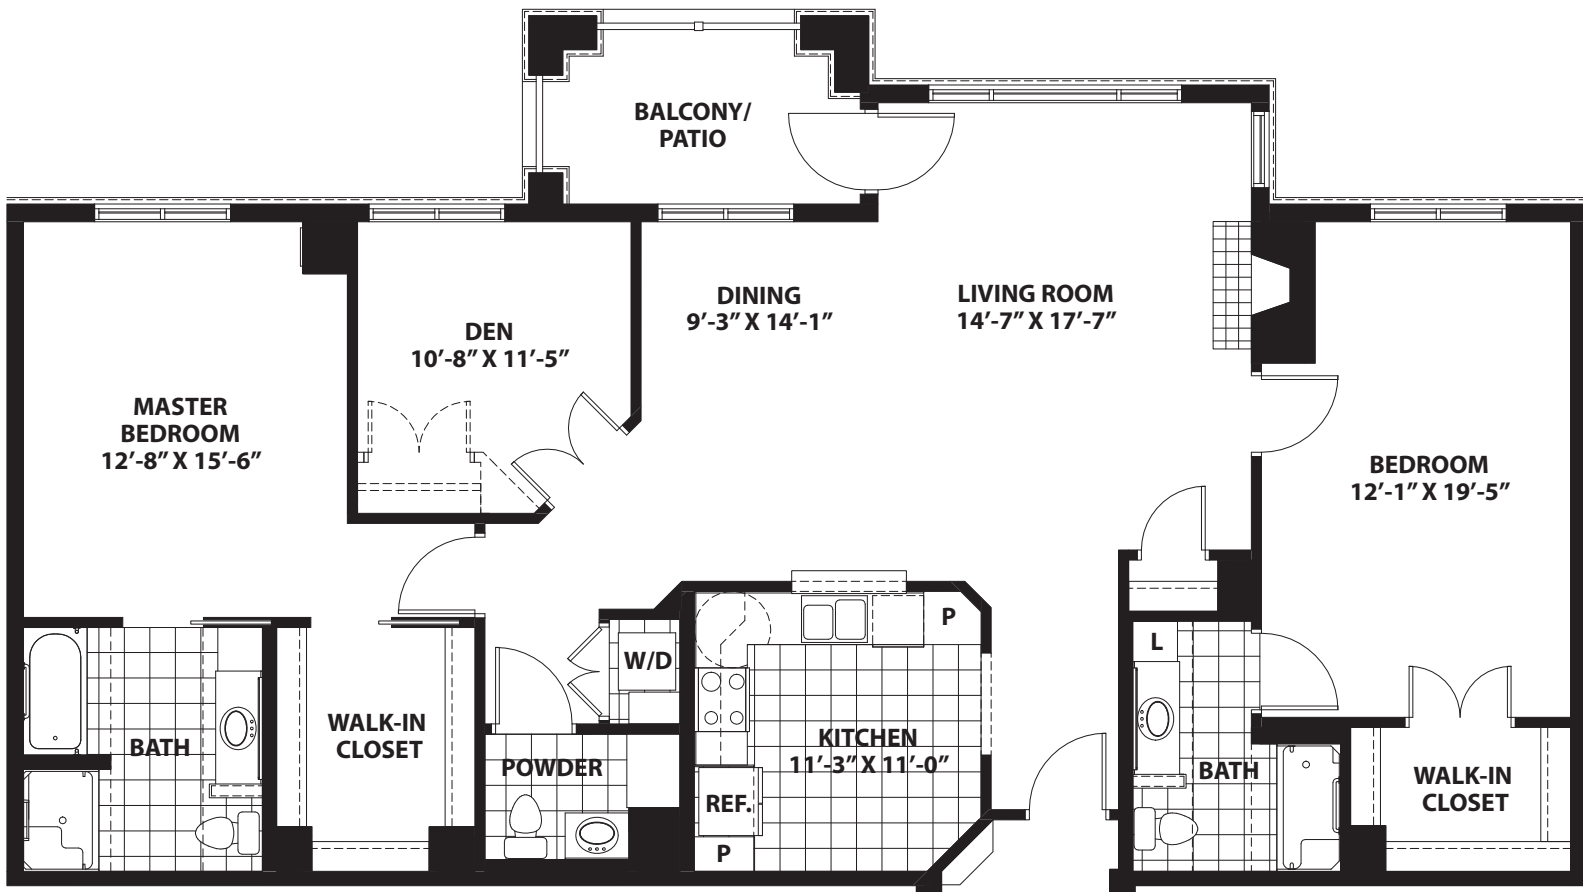 BALCONY/
PATIO
DINING
9’-3” X 14’-1”
LIVING ROOM
14’-7” X 17’-7”
DEN
10’-8” X 11’-5”
MASTER
BEDROOM
12’-8” X 15’-6”
BEDROOM
12’-1” X 19’-5”
P
L
W/D
WALK-IN
CLOSET
BATH
KITCHEN
11’-3” X 11’-0”
POWDER
BATH
WALK-IN
CLOSET
REF.
P